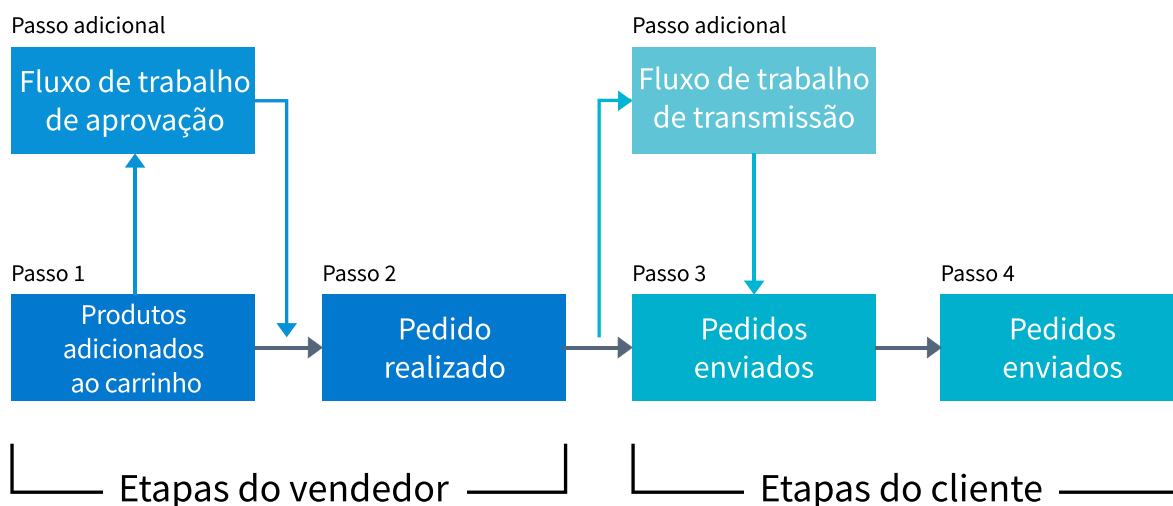 Passo adicional
Fluxo de trabalho
de aprovação
Passo adicional
Fluxo de trabalho
de transmissão
Passo 1
Produtos
adicionados
ao carrinho
Passo 2
Pedido
realizado
Passo 3
Pedidos
enviados
Passo 4
Pedidos
enviados
Etapas do vendedor
Etapas do cliente